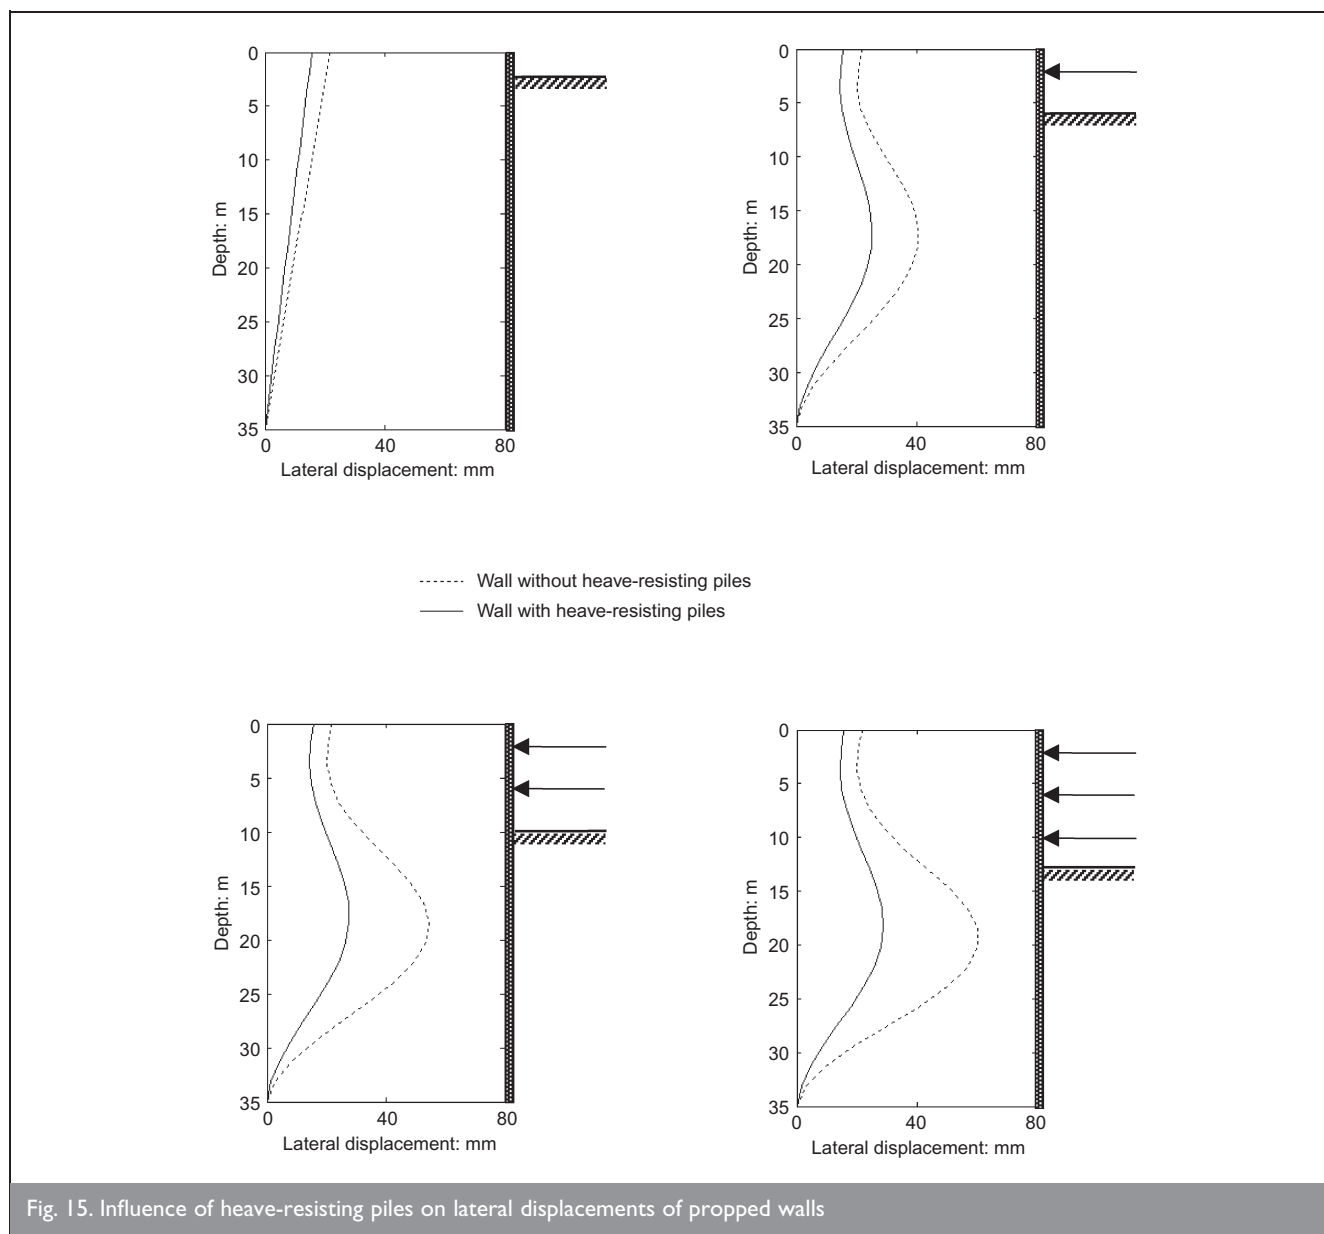 0
5
10
15
20
25
30
35
Depth: m
0 40 80
Lateral displacement: mm
0
5
10
15
20
25
30
35
Depth: m
0 40 80
Lateral displacement: mm
Wall without heave-resisting piles
Wall with heave-resisting piles
0
5
10
15
20
25
30
35
Depth: m
0 40 80
Lateral displacement: mm
0
5
10
15
20
25
30
35
Depth: m
0 40 80
Lateral displacement: mm
Fig. 15. Influence of heave-resisting piles on lateral displacements of propped walls